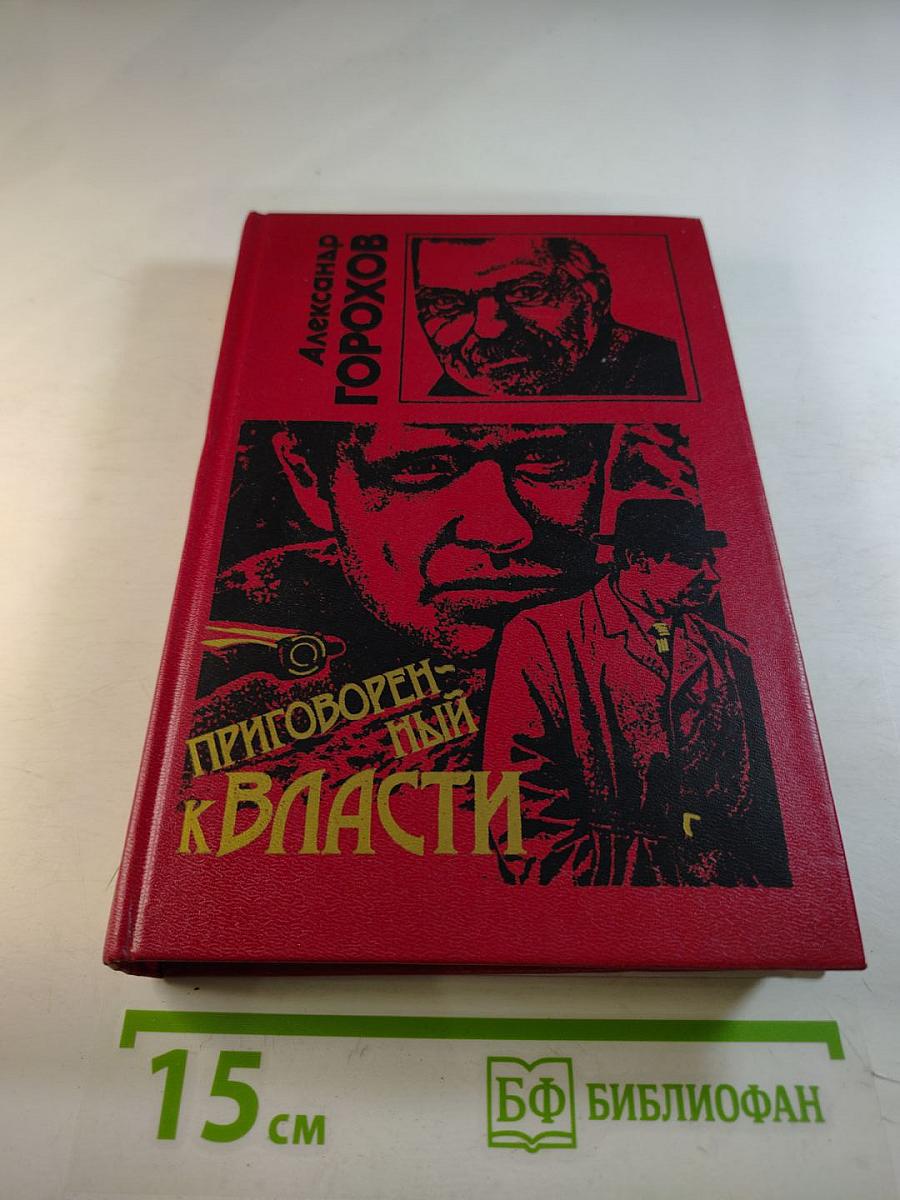 Александр
ГОРОХОВ
ПРИГОВОРЕН-
НЫЙ
К ВЛАСТИ
15 см
БФ БИБЛИОФАН